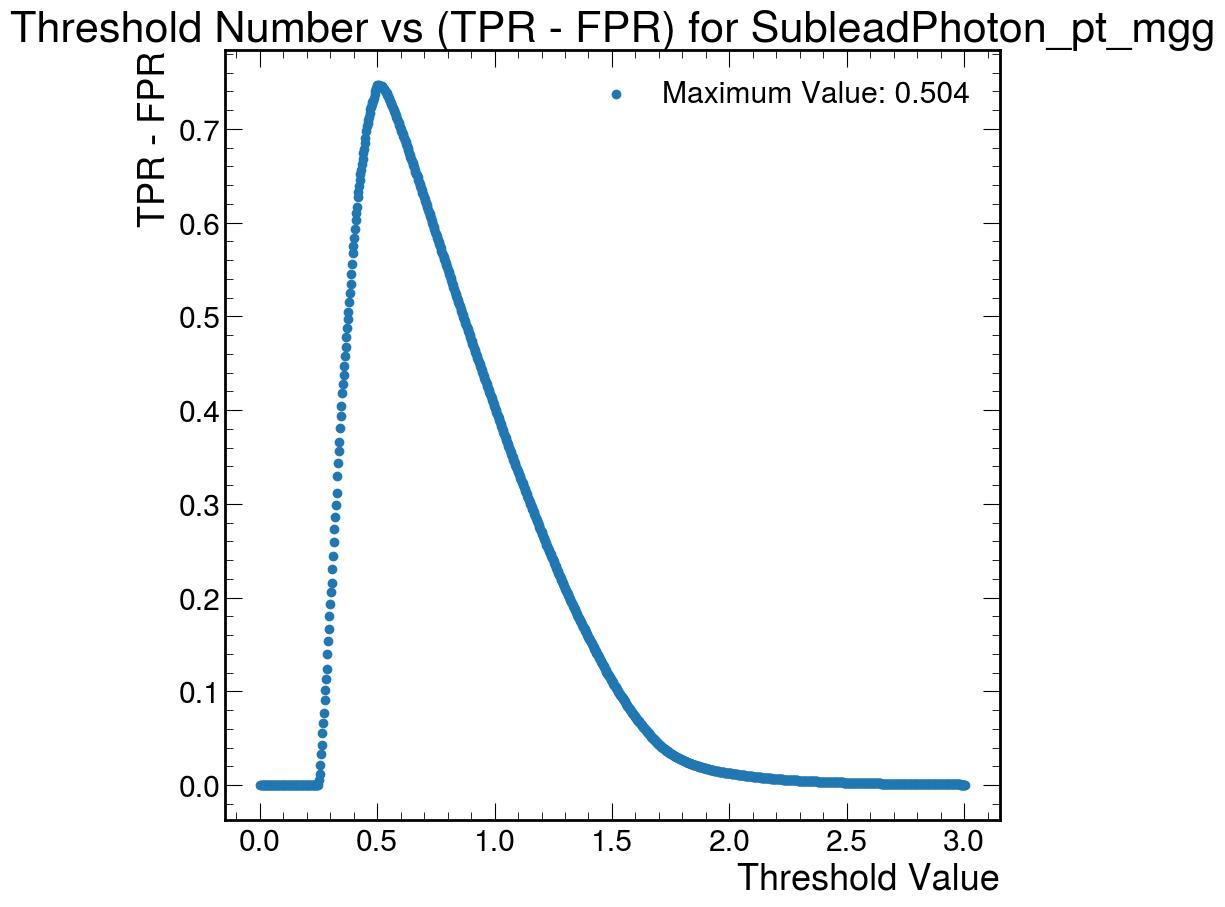 Threshold Number vs (TPR - FPR) for SubleadPhoton_pt_mgg
TPR - FPR
Maximum Value: 0.504
0.7
0.6
0.5
0.4
0.3
0.2
0.1
0.0
0.0 0.5 1.0 1.5 2.0 2.5 3.0
Threshold Value